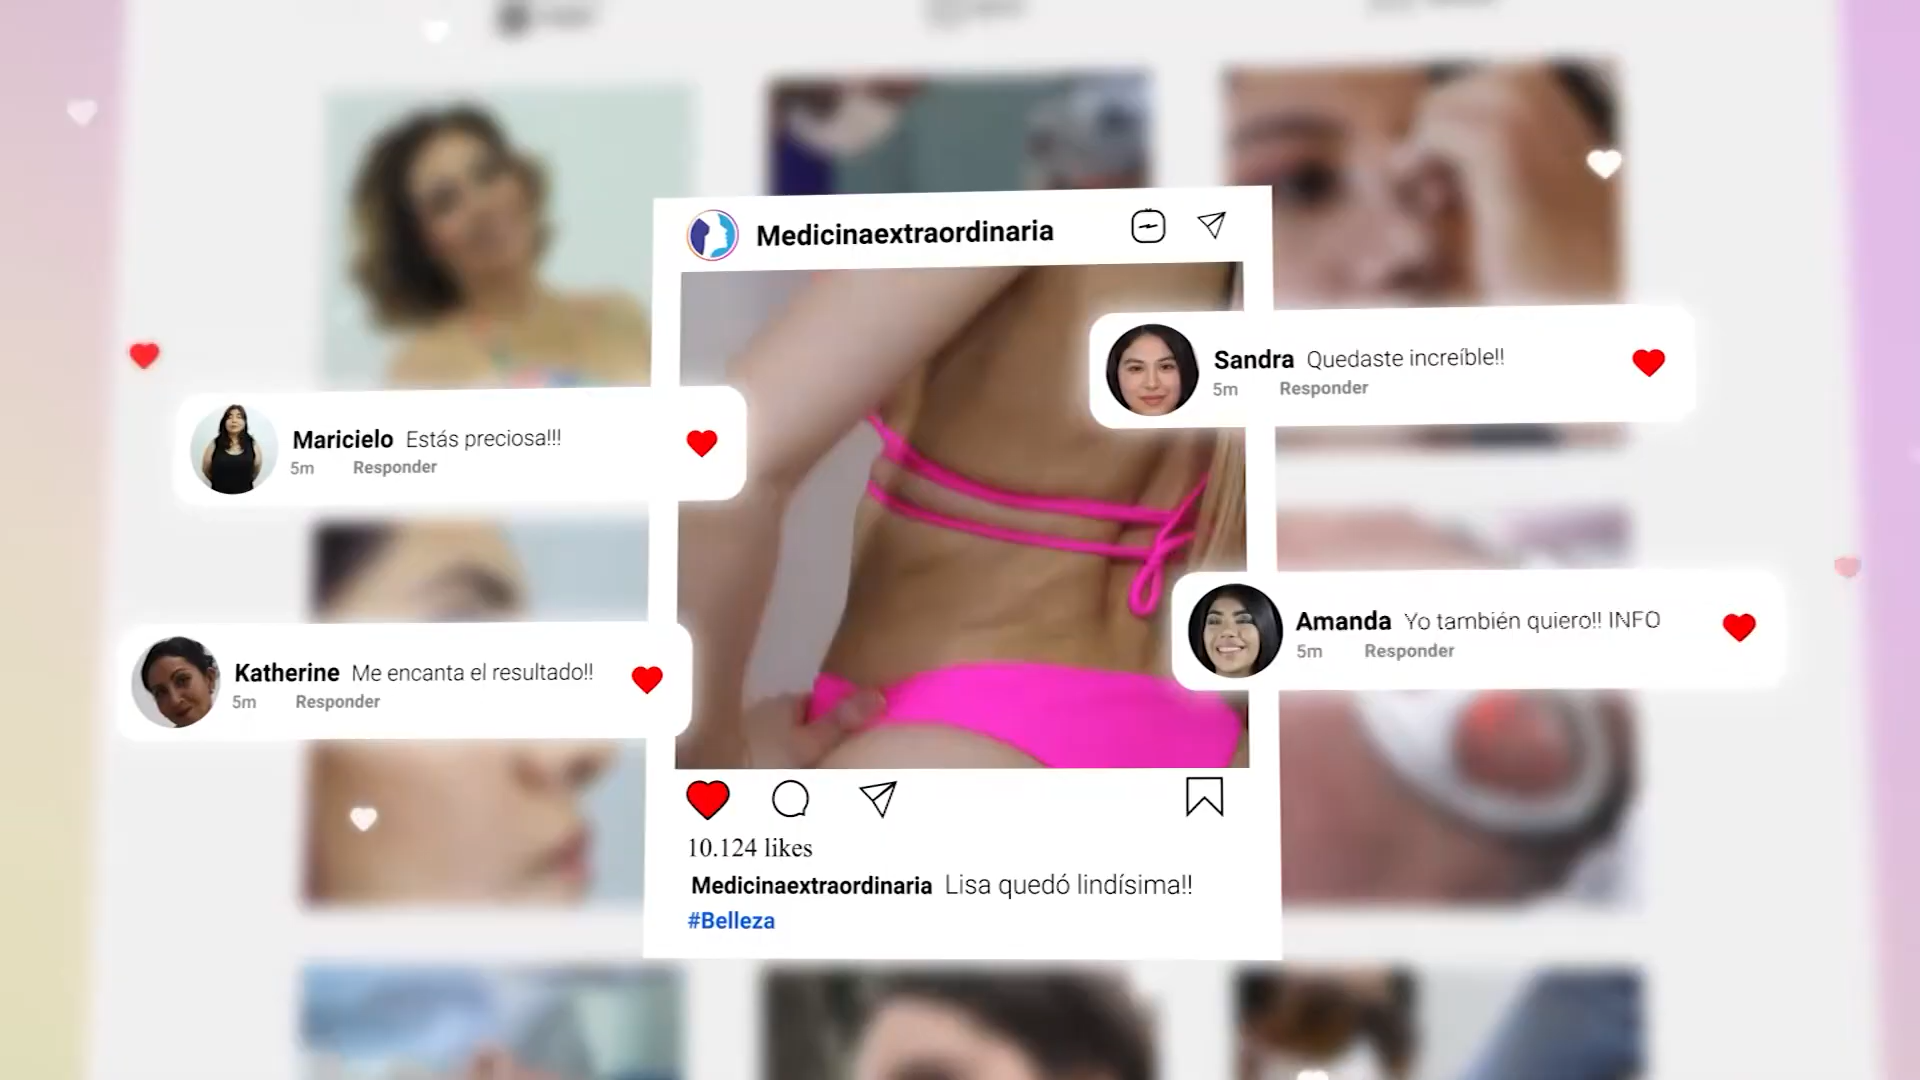 Medicinaextraordinaria
Sandra Quedaste increíble!!
5m Responder
Maricielo Estás preciosa!!!
5m Responder
Amanda Yo también quiero!! INFO
5m Responder
Katherine Me encanta el resultado!!
5m Responder
10.124 likes
Medicinaextraordinaria Lisa quedó lindísima!!
#Belleza